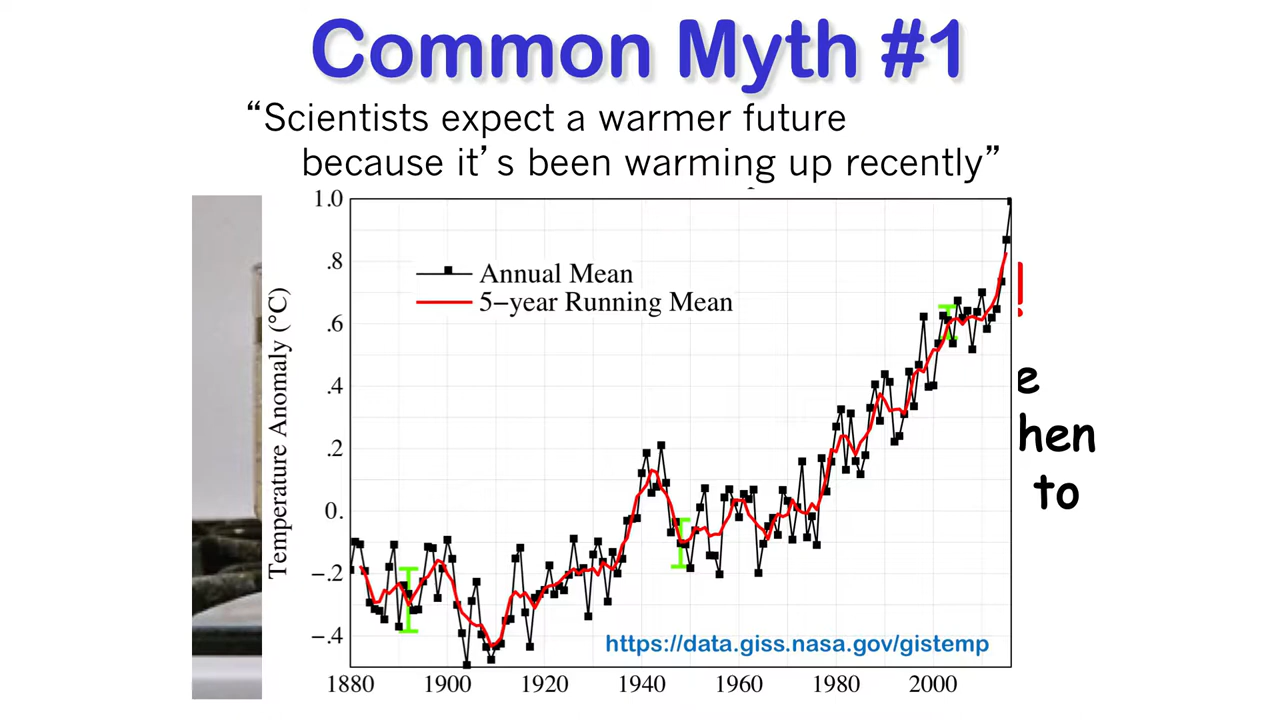 Common Myth #1
“Scientists expect a warmer future
because it’s been warming up recently”
1.0
.8
.6
.4
.2
0.
−.2
−.4
Temperature Anomaly (°C)
Annual Mean
5−year Running Mean
!
e
hen
to
https://data.giss.nasa.gov/gistemp
1880 1900 1920 1940 1960 1980 2000